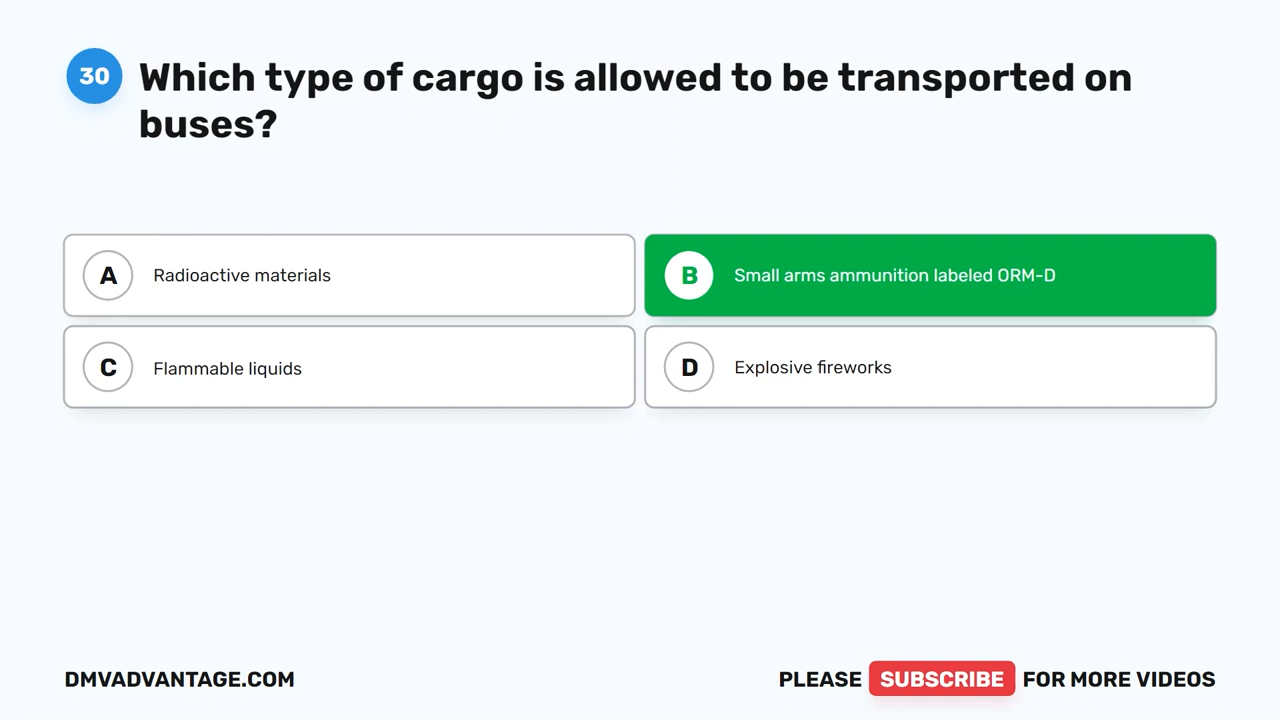 30
Which type of cargo is allowed to be transported on
buses?
A Radioactive materials
B Small arms ammunition labeled ORM-D
C Flammable liquids
D Explosive fireworks
DMVADVANTAGE.COM
PLEASE SUBSCRIBE FOR MORE VIDEOS